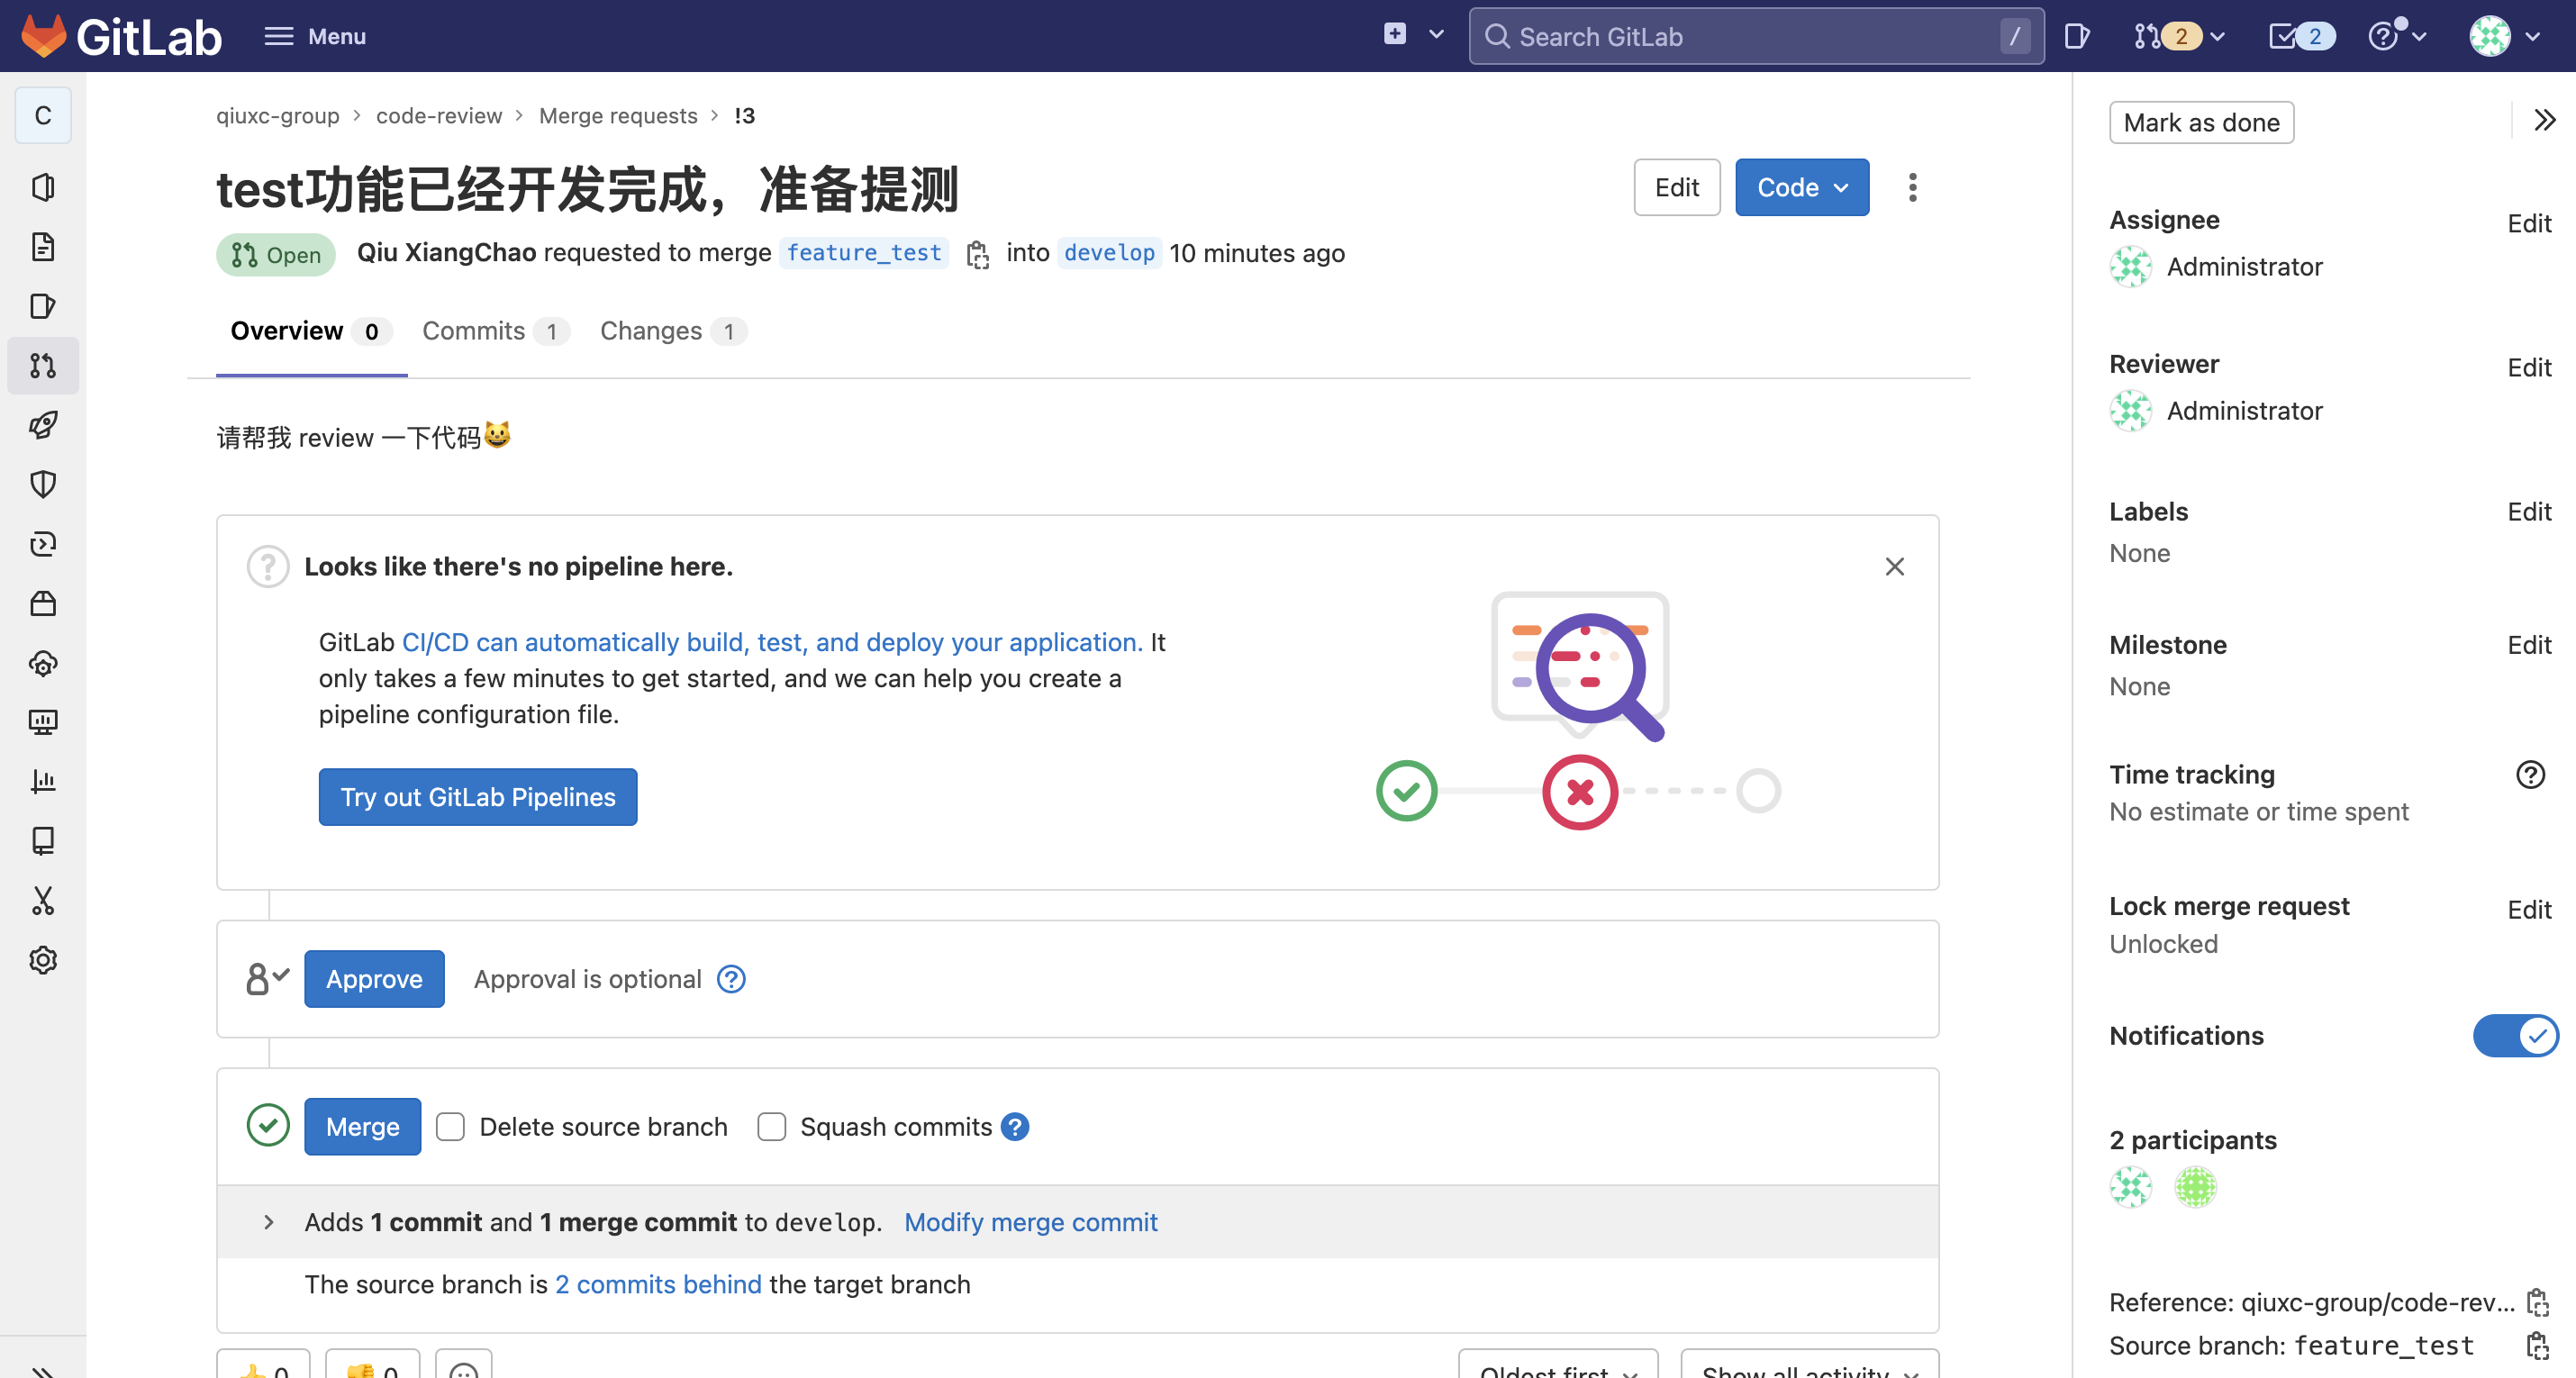 GitLab
Menu
Search GitLab
/
2
2
C
qiuxc-group > code-review > Merge requests > !3
test功能已经开发完成，准备提测
Edit
Code
Open
Qiu XiangChao requested to merge feature_test into develop 10 minutes ago
Overview 0
Commits 1
Changes 1
请帮我 review 一下代码😺
Looks like there's no pipeline here.
GitLab CI/CD can automatically build, test, and deploy your application. It
only takes a few minutes to get started, and we can help you create a
pipeline configuration file.
Try out GitLab Pipelines
Approve
Approval is optional
Merge
Delete source branch
Squash commits
Adds 1 commit and 1 merge commit to develop. Modify merge commit
The source branch is 2 commits behind the target branch
👍 0
👎 0
Oldest first
Show all activity
Mark as done
Assignee
Edit
Administrator
Reviewer
Edit
Administrator
Labels
Edit
None
Milestone
Edit
None
Time tracking
No estimate or time spent
Lock merge request
Edit
Unlocked
Notifications
2 participants
Reference: qiuxc-group/code-rev...
Source branch: feature_test